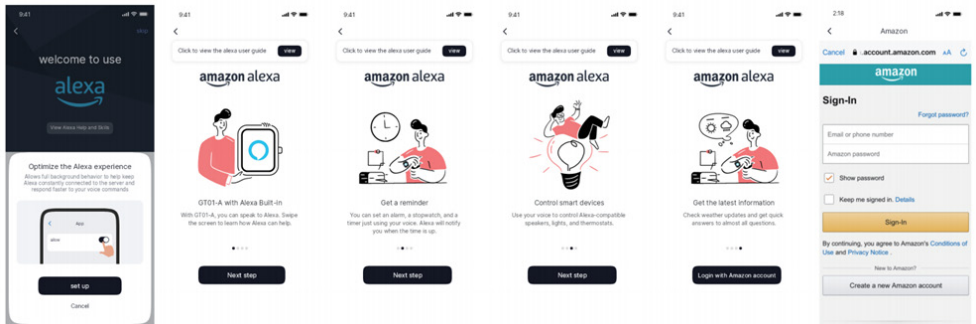 9:41
skip
welcome to use
alexa
View Alexa Help and Skills
Optimize the Alexa experience
Allows full background behavior to help keep
Alexa constantly connected to the server and
respond faster to your voice commands
App
allow
set up
Cancel
9:41
Click to view the alexa user guide
view
amazon alexa
GT01-A with Alexa Built-in
With GT01-A, you can speak to Alexa. Swipe
the screen to learn how Alexa can help.
Next step
9:41
Click to view the alexa user guide
view
amazon alexa
Get a reminder
You can set an alarm, a stopwatch, and a
timer just using your voice. Alexa will notify
you when the time is up.
Next step
9:41
Click to view the alexa user guide
view
amazon alexa
Control smart devices
Use your voice to control Alexa-compatible
speakers, lights, and thermostats.
Next step
9:41
Click to view the alexa user guide
view
amazon alexa
Get the latest information
Check weather updates and get quick
answers to almost all questions.
Login with Amazon account
2:18
Amazon
Cancel .account.amazon.com AA
amazon
Sign-In
Forgot password?
Email or phone number
Amazon password
Show password
Keep me signed in. Details
Sign-In
By continuing, you agree to Amazon's Conditions of
Use and Privacy Notice .
New to Amazon?
Create a new Amazon account